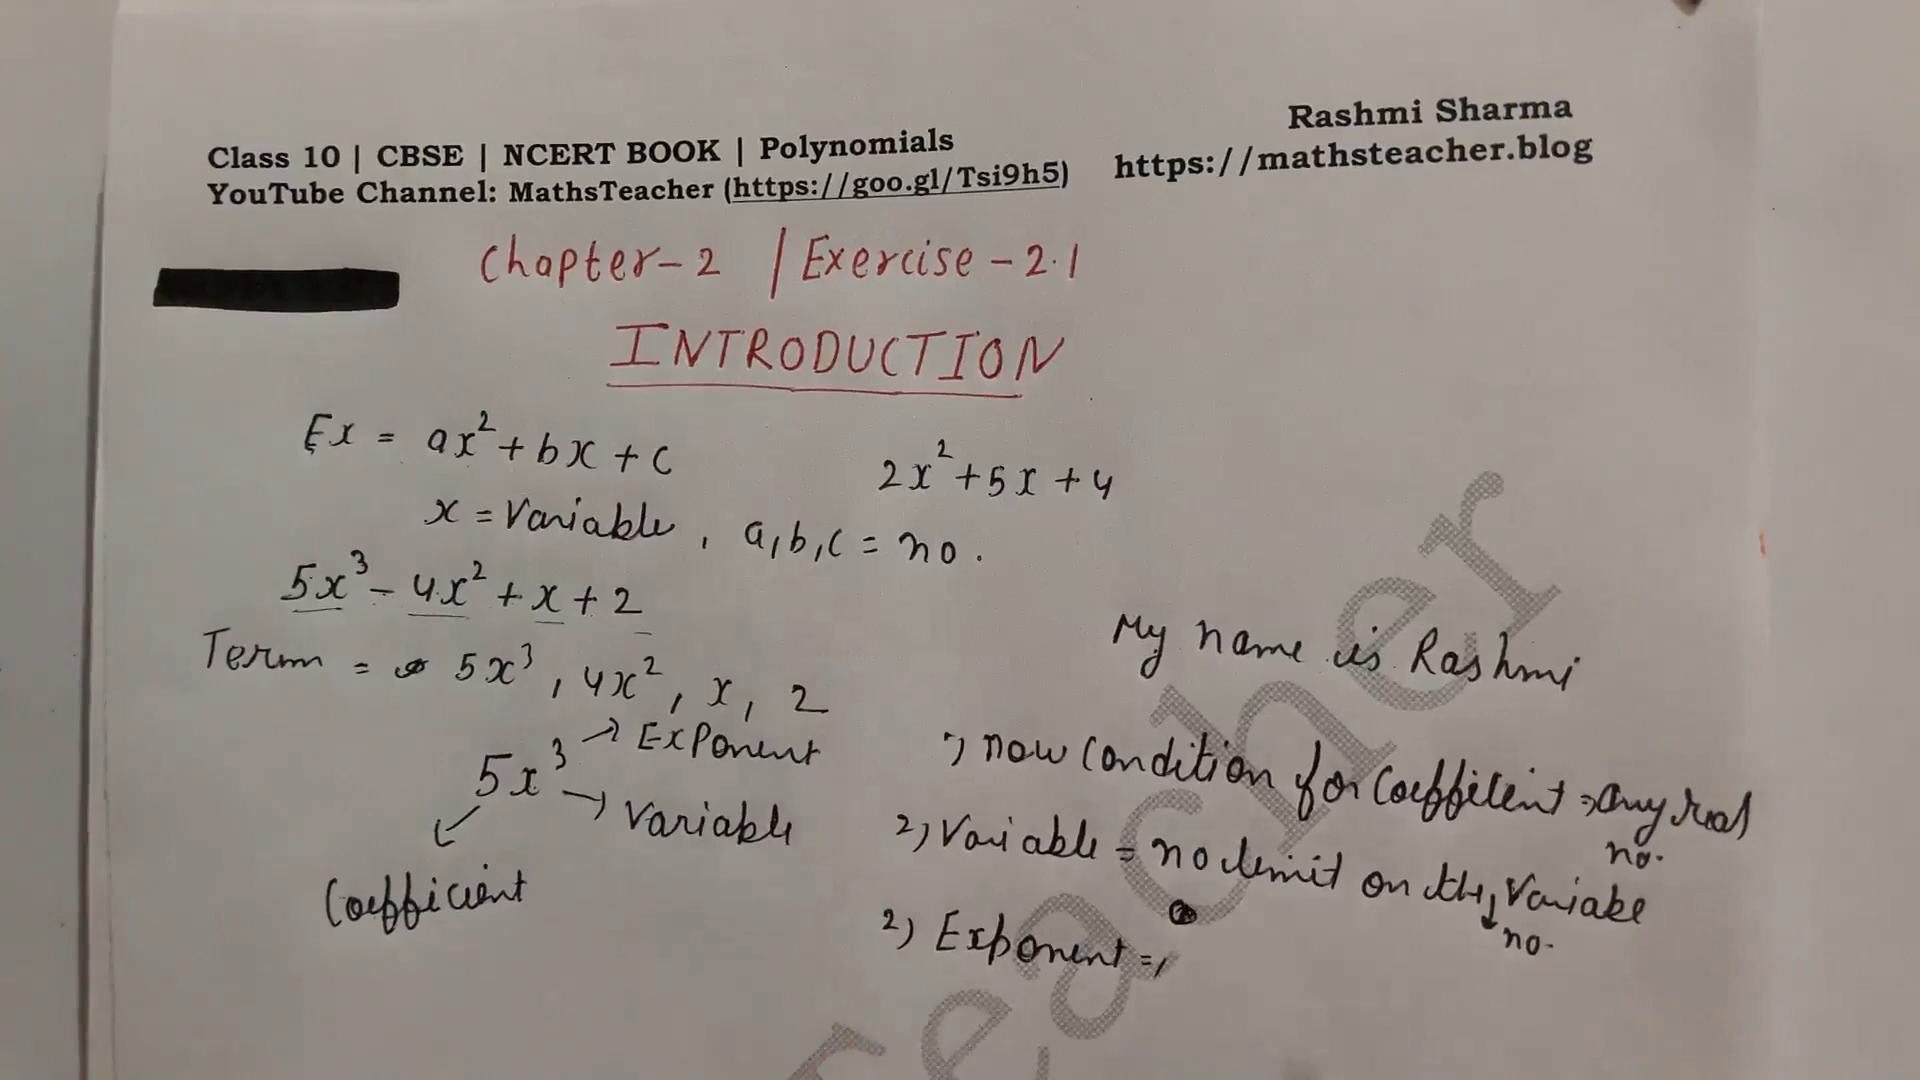 Class 10 | CBSE | NCERT BOOK | Polynomials
YouTube Channel: MathsTeacher (https://goo.gl/Tsi9h5)
Rashmi Sharma
https://mathsteacher.blog
Chapter-2 | Exercise-2.1
INTRODUCTION
Ex = ax²+bx+c
2x²+5x+4
x = Variable, a,b,c = no.
5x³-4x²+x+2
Term = 5x³, 4x², x, 2
My name is Rashmi
5x³ → Exponent
→ Variable
Coefficient
1) now condition for Coefficient = any real no.
2) Variable = no limit on the Variable
no.
2) Exponent =
eacher